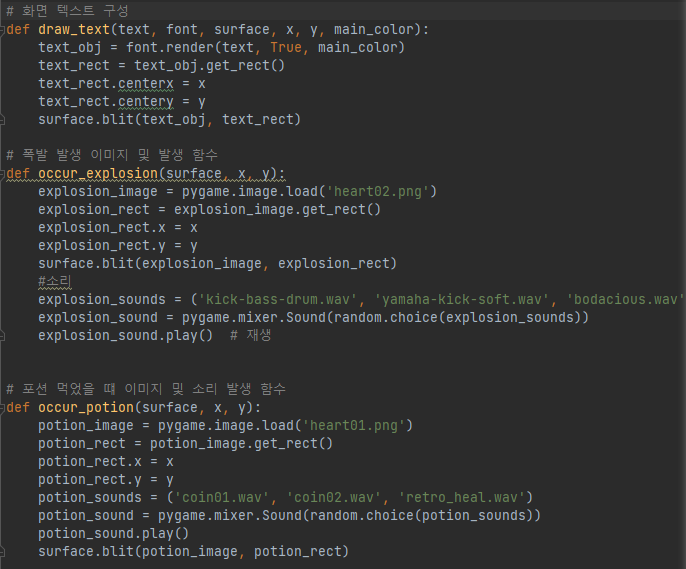 # 화면 텍스트 구성
def draw_text(text, font, surface, x, y, main_color):
    text_obj = font.render(text, True, main_color)
    text_rect = text_obj.get_rect()
    text_rect.centerx = x
    text_rect.centery = y
    surface.blit(text_obj, text_rect)
# 폭발 발생 이미지 및 발생 함수
def occur_explosion(surface, x, y):
    explosion_image = pygame.image.load('heart02.png')
    explosion_rect = explosion_image.get_rect()
    explosion_rect.x = x
    explosion_rect.y = y
    surface.blit(explosion_image, explosion_rect)
    #소리
    explosion_sounds = ('kick-bass-drum.wav', 'yamaha-kick-soft.wav', 'bodacious.wav'
    explosion_sound = pygame.mixer.Sound(random.choice(explosion_sounds))
    explosion_sound.play()  # 재생
# 포션 먹었을 떄 이미지 및 소리 발생 함수
def occur_potion(surface, x, y):
    potion_image = pygame.image.load('heart01.png')
    potion_rect = potion_image.get_rect()
    potion_rect.x = x
    potion_rect.y = y
    potion_sounds = ('coin01.wav', 'coin02.wav', 'retro_heal.wav')
    potion_sound = pygame.mixer.Sound(random.choice(potion_sounds))
    potion_sound.play()
    surface.blit(potion_image, potion_rect)